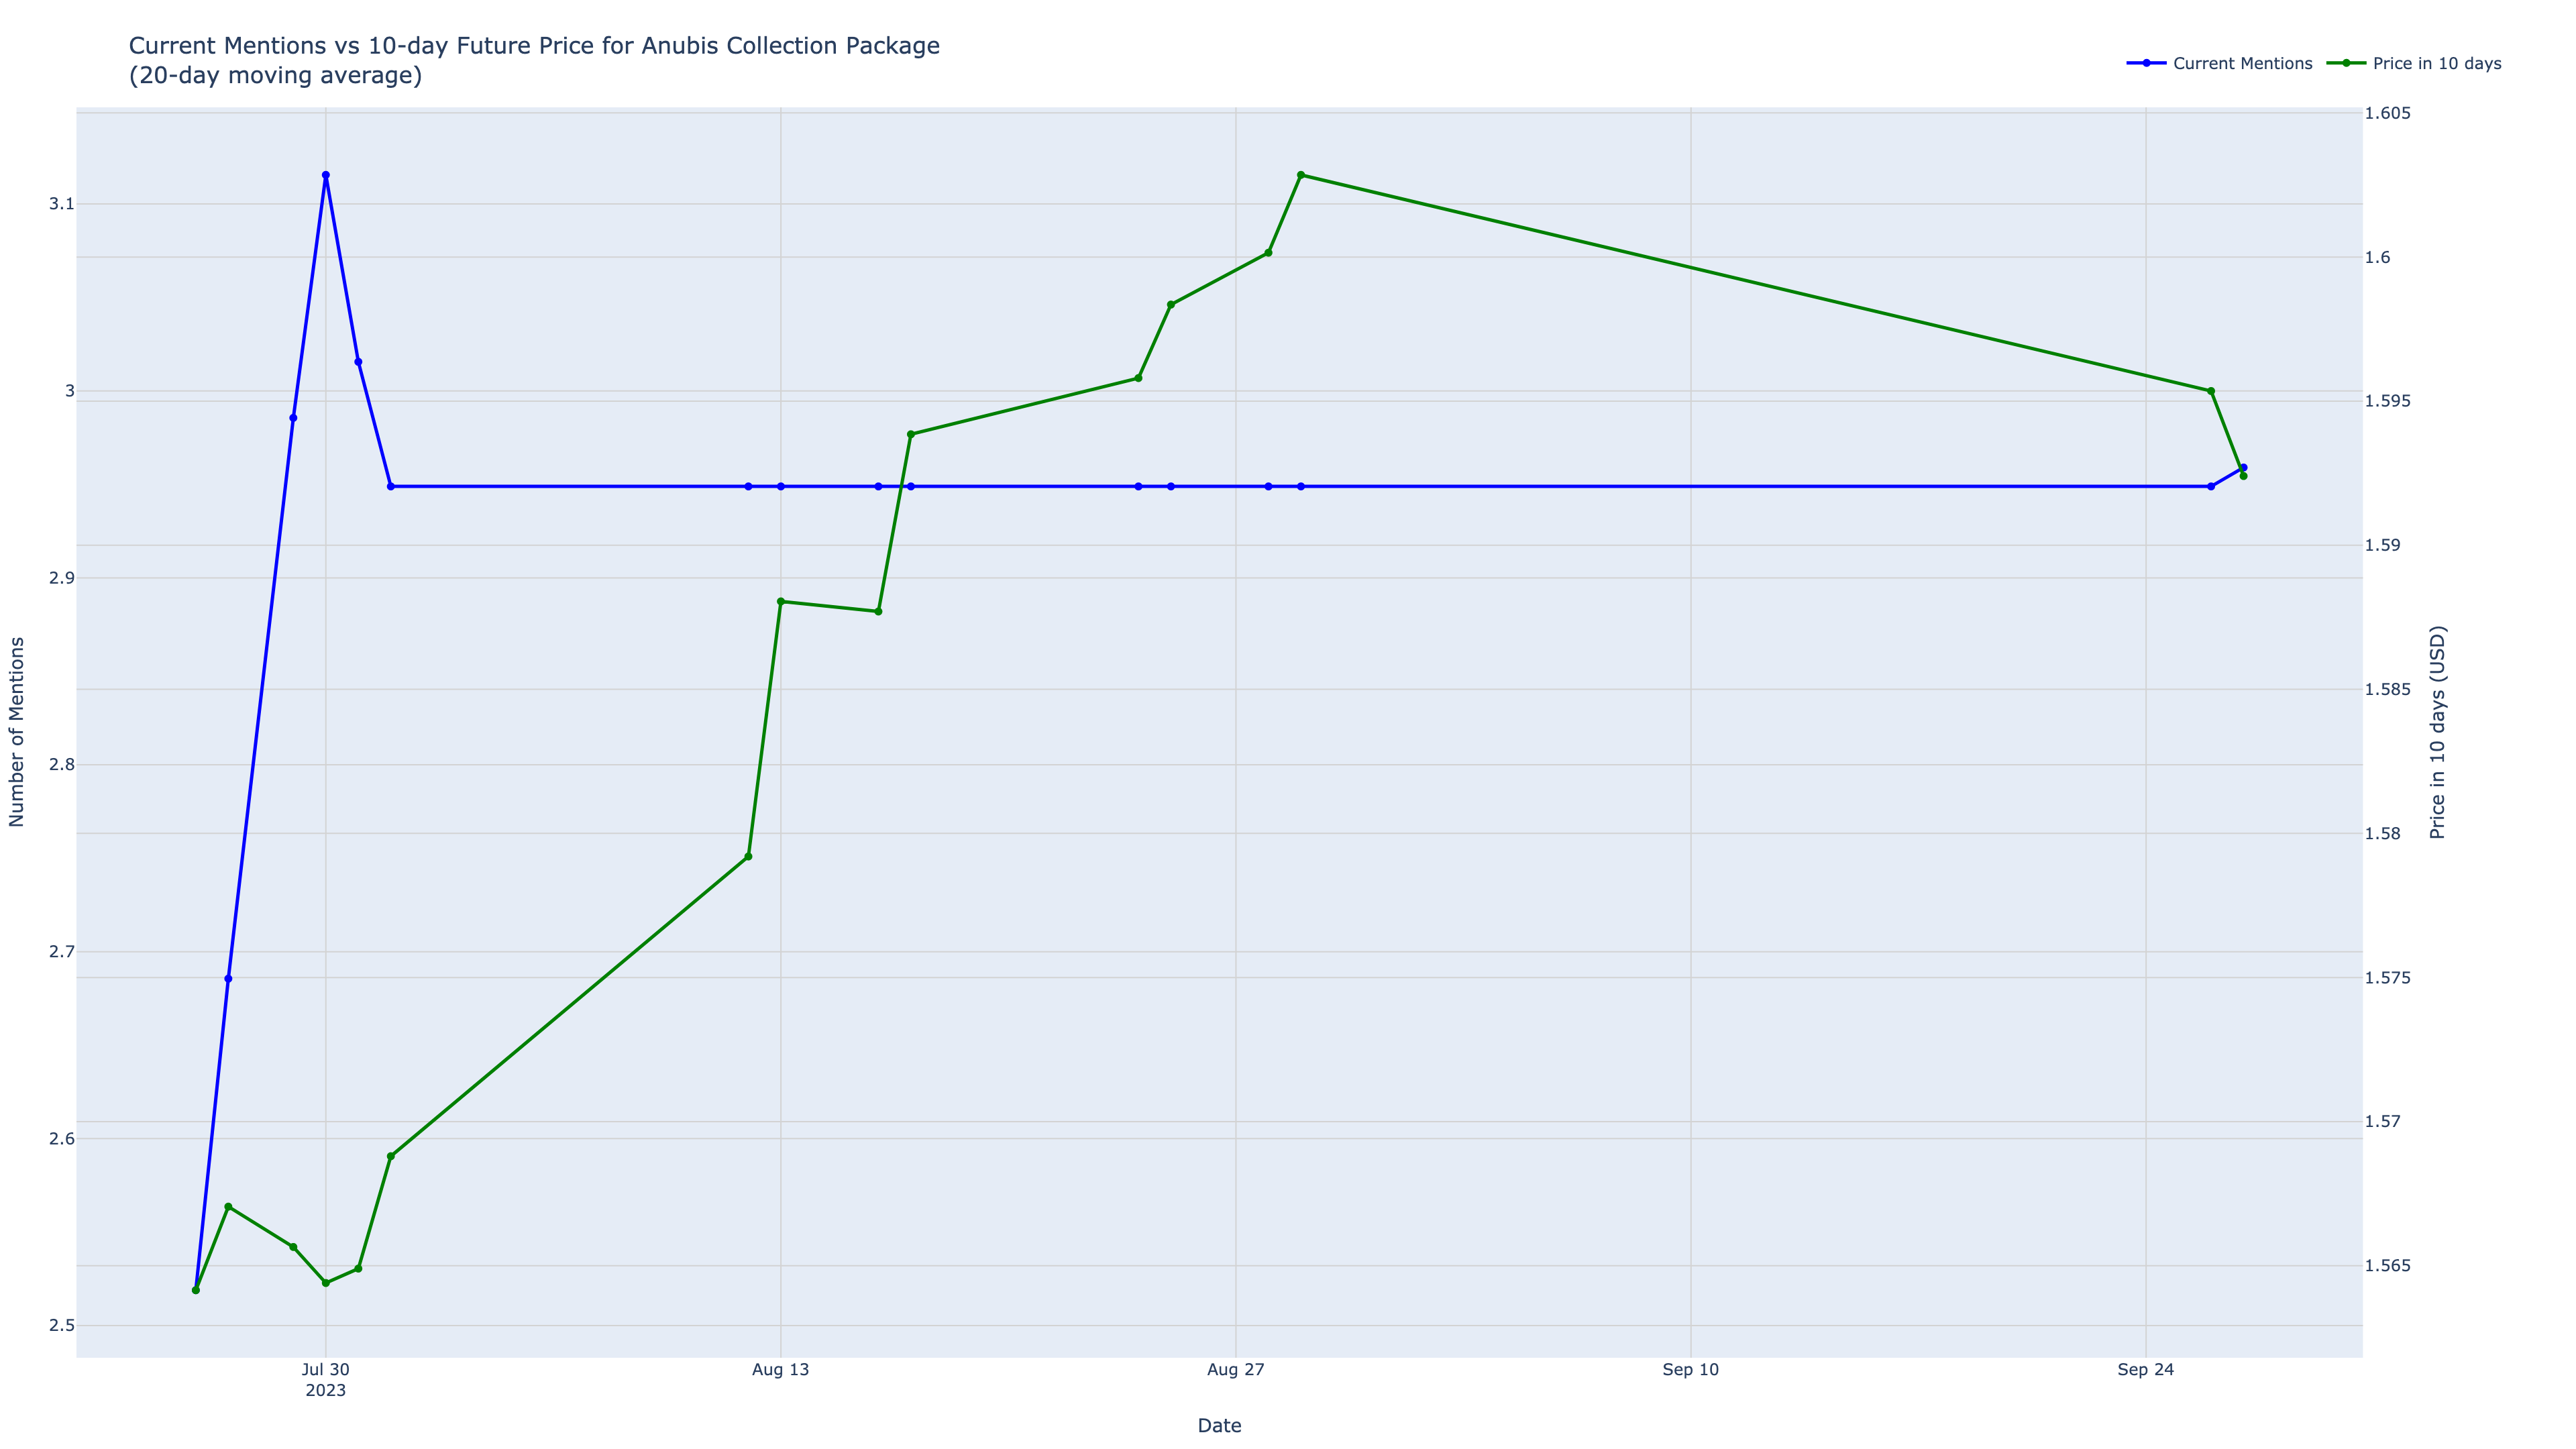 Current Mentions vs 10-day Future Price for Anubis Collection Package
(20-day moving average)
Current Mentions
Price in 10 days
3.1
3
2.9
2.8
2.7
2.6
2.5
Number of Mentions
1.605
1.6
1.595
1.59
1.585
1.58
1.575
1.57
1.565
Price in 10 days (USD)
Jul 30
2023
Aug 13
Aug 27
Sep 10
Sep 24
Date